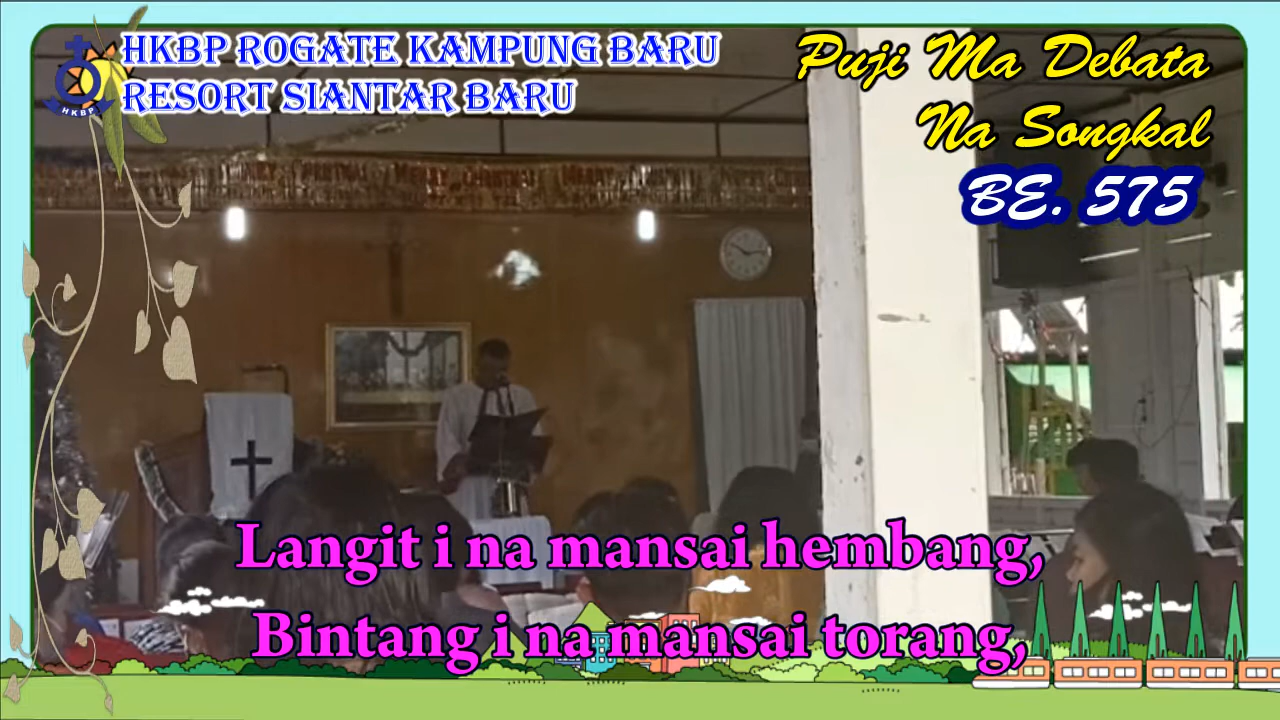 HKBP ROGATE KAMPUNG BARU
RESORT SIANTAR BARU
HKBP
Puji Ma Debata
Na Songkal
BE. 575
Langit i na mansai hembang,
Bintang i na mansai torang,